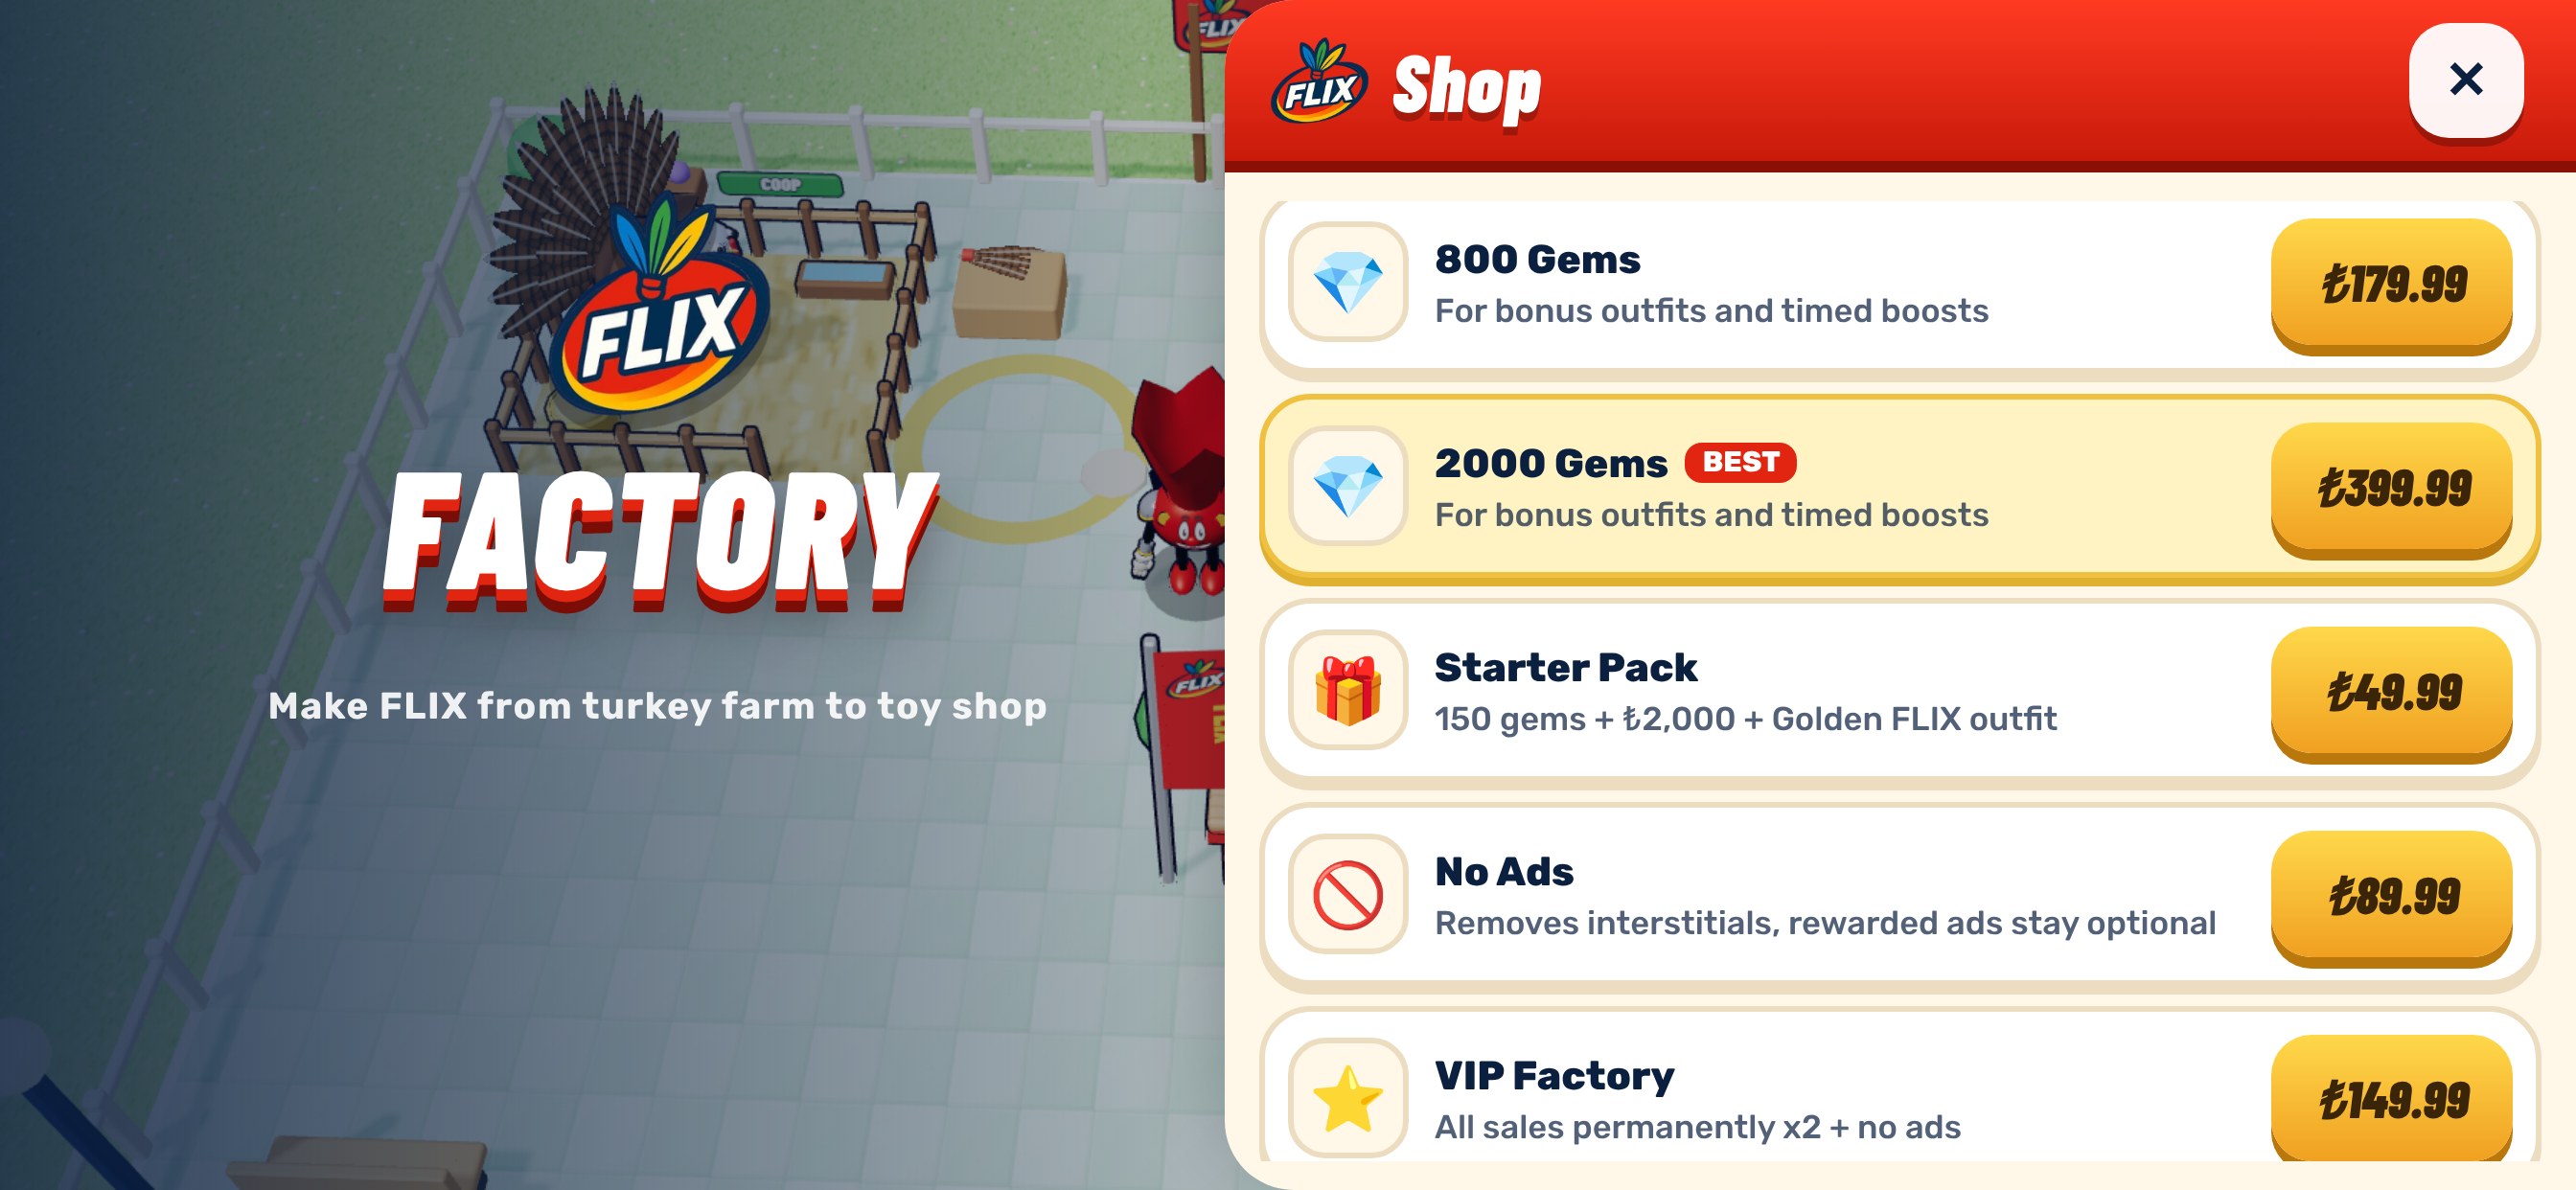 COOP
FLIX
FACTORY
Make FLIX from turkey farm to toy shop
FLIX
FLIX
FLIX
Shop
×
800 Gems
For bonus outfits and timed boosts
₺179.99
2000 Gems BEST
For bonus outfits and timed boosts
₺399.99
Starter Pack
150 gems + ₺2,000 + Golden FLIX outfit
₺49.99
No Ads
Removes interstitials, rewarded ads stay optional
₺89.99
VIP Factory
All sales permanently x2 + no ads
₺149.99